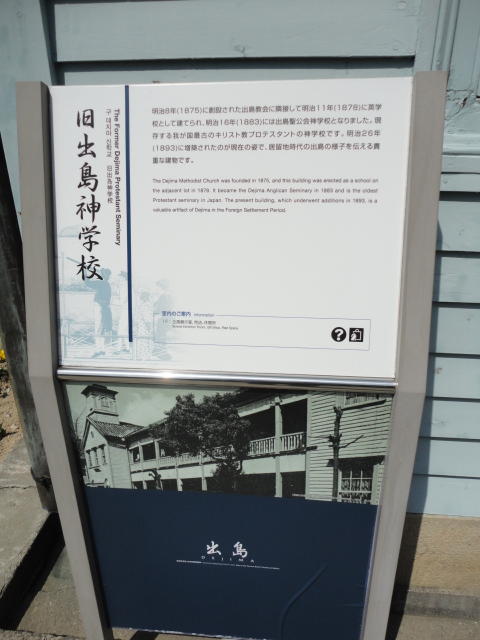 旧出島神学校
The Former Dejima Protestant Seminary
구 데지마 신학교 旧出岛神学校
明治8年(1875)に創設された出島教会に隣接して明治11年(1878)に英学
校として建てられ、明治16年(1883)には出島聖公会神学校となりました。現
存する我が国最古のキリスト教プロテスタントの神学校です。明治26年
(1893)に増築されたのが現在の姿で、居留地時代の出島の様子を伝える貴
重な建物です。
The Dejima Methodist Church was founded in 1875, and this building was erected as a school on
the adjacent lot in 1878. It became the Dejima Anglican Seminary in 1883 and is the oldest
Protestant seminary in Japan. The present building, which underwent additions in 1893, is a
valuable artifact of Dejima in the Foreign Settlement Period.
室内のご案内 Information
出島
DEJIMA